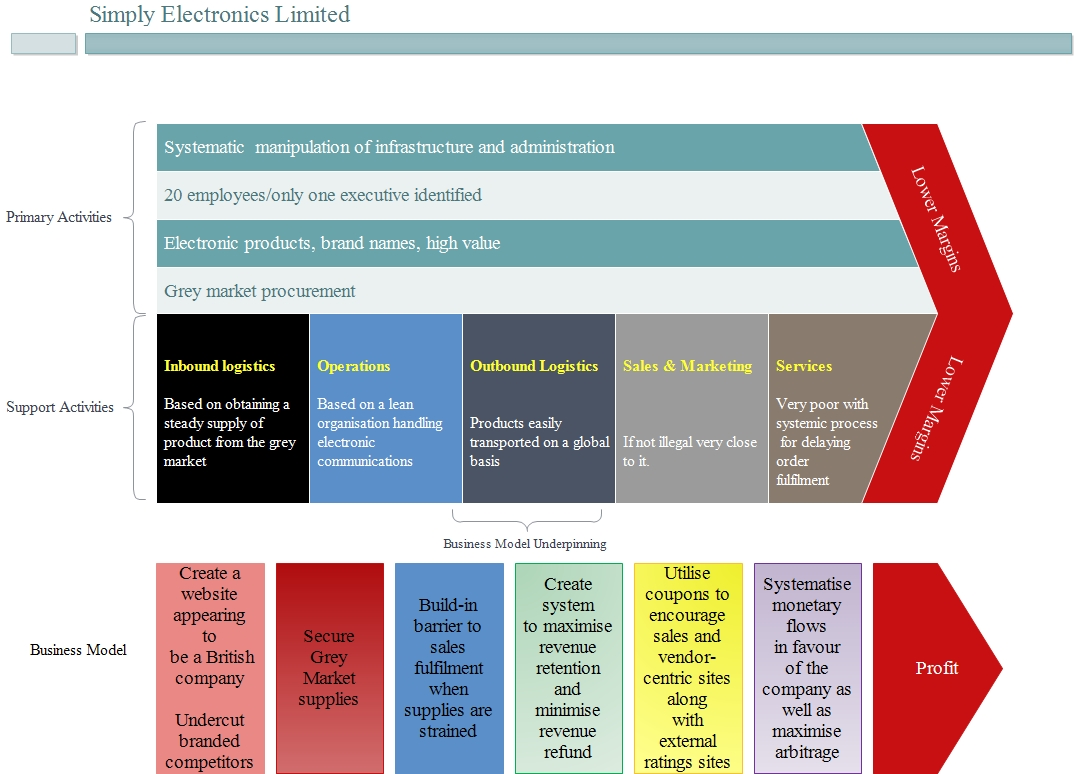 Simply Electronics Limited
Primary Activities
Systematic  manipulation of infrastructure and administration
20 employees/only one executive identified
Electronic products, brand names, high value
Grey market procurement
Lower Margins
Support Activities
Inbound logistics
Based on obtaining a
steady supply of
product from the grey
market
Operations
Based on a lean
organisation handling
electronic
communications
Outbound Logistics
Products easily
transported on a global
basis
Sales & Marketing
If not illegal very close
to it.
Services
Very poor with
systemic process
for delaying
order
fulfilment
Lower Margins
Business Model Underpinning
Business Model
Create a
website
appearing
to
be a British
company
Undercut
branded
competitors
Secure
Grey
Market
supplies
Build-in
barrier to
sales
fulfilment
when
supplies are
strained
Create
system
to maximise
revenue
retention
and
minimise
revenue
refund
Utilise
coupons to
encourage
sales and
vendor-
centric sites
along
with
external
ratings sites
Systematise
monetary
flows
in favour
of the
company as
well as
maximise
arbitrage
Profit